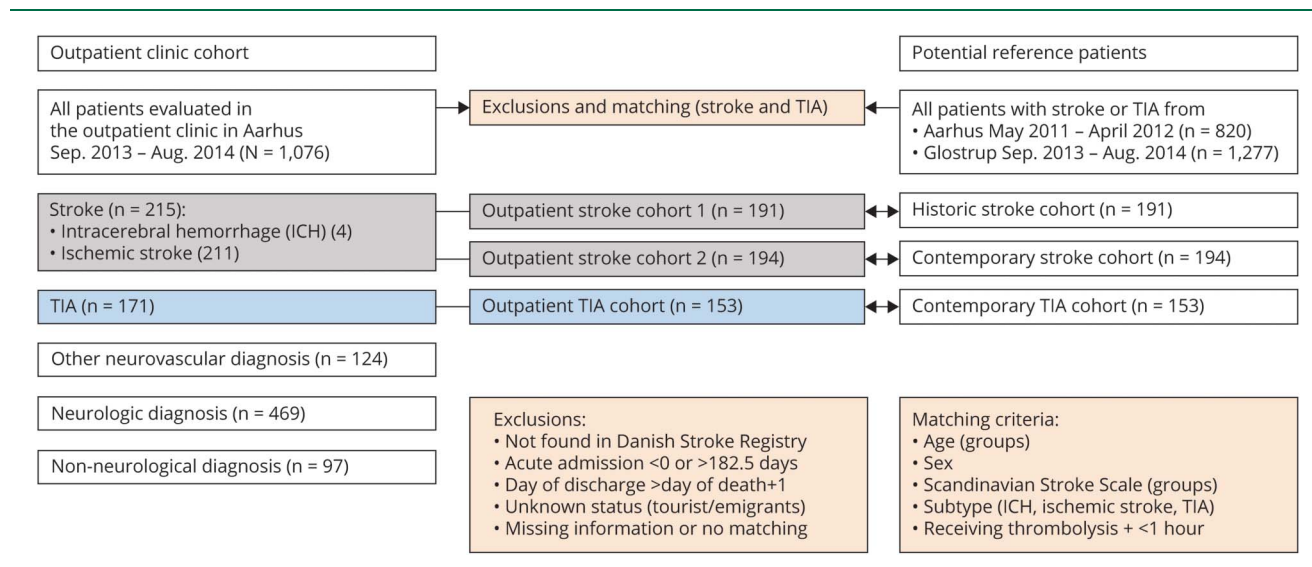 Outpatient clinic cohort
Potential reference patients
All patients evaluated in
the outpatient clinic in Aarhus
Sep. 2013 – Aug. 2014 (N = 1,076)
Exclusions and matching (stroke and TIA)
All patients with stroke or TIA from
• Aarhus May 2011 – April 2012 (n = 820)
• Glostrup Sep. 2013 – Aug. 2014 (n = 1,277)
Stroke (n = 215):
• Intracerebral hemorrhage (ICH) (4)
• Ischemic stroke (211)
Outpatient stroke cohort 1 (n = 191)
Historic stroke cohort (n = 191)
Outpatient stroke cohort 2 (n = 194)
Contemporary stroke cohort (n = 194)
TIA (n = 171)
Outpatient TIA cohort (n = 153)
Contemporary TIA cohort (n = 153)
Other neurovascular diagnosis (n = 124)
Neurologic diagnosis (n = 469)
Non-neurological diagnosis (n = 97)
Exclusions:
• Not found in Danish Stroke Registry
• Acute admission <0 or >182.5 days
• Day of discharge >day of death+1
• Unknown status (tourist/emigrants)
• Missing information or no matching
Matching criteria:
• Age (groups)
• Sex
• Scandinavian Stroke Scale (groups)
• Subtype (ICH, ischemic stroke, TIA)
• Receiving thrombolysis + <1 hour